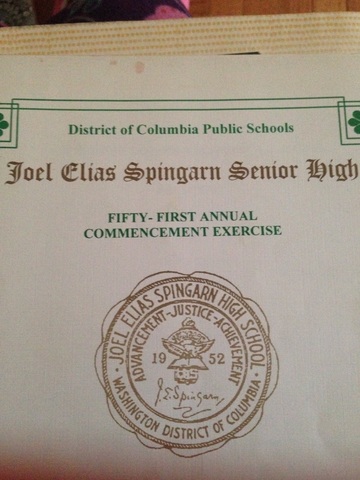 District of Columbia Public Schools
Joel Elias Spingarn Senior High
FIFTY- FIRST ANNUAL
COMMENCEMENT EXERCISE
· JOEL ELIAS SPINGARN HIGH SCHOOL ·
ADVANCEMENT-JUSTICE-ACHIEVEMENT
19 52
J.E. Spingarn
WASHINGTON DISTRICT OF COLUMBIA